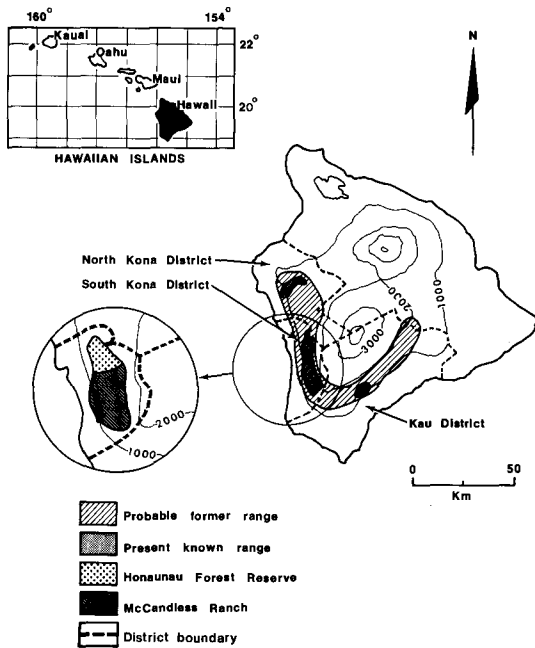 160° 154°
Kauai
22°
Oahu
Maui
Hawaii
20°
HAWAIIAN ISLANDS
N
North Kona District
South Kona District
1000
2030
3000
2000
1000
Kau District
0 50
Km
Probable former range
Present known range
Honaunau Forest Reserve
McCandless Ranch
District boundary